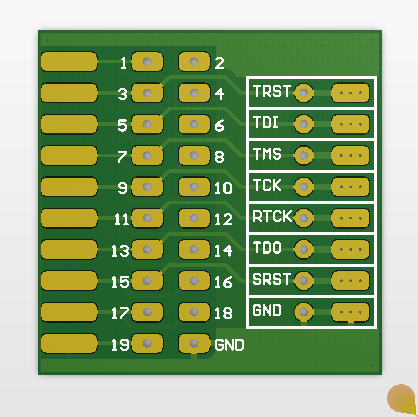 1 2
3 4 TRST
5 6 TDI
7 8 TMS
9 10 TCK
11 12 RTCK
13 14 TDO
15 16 SRST
17 18 GND
19 GND